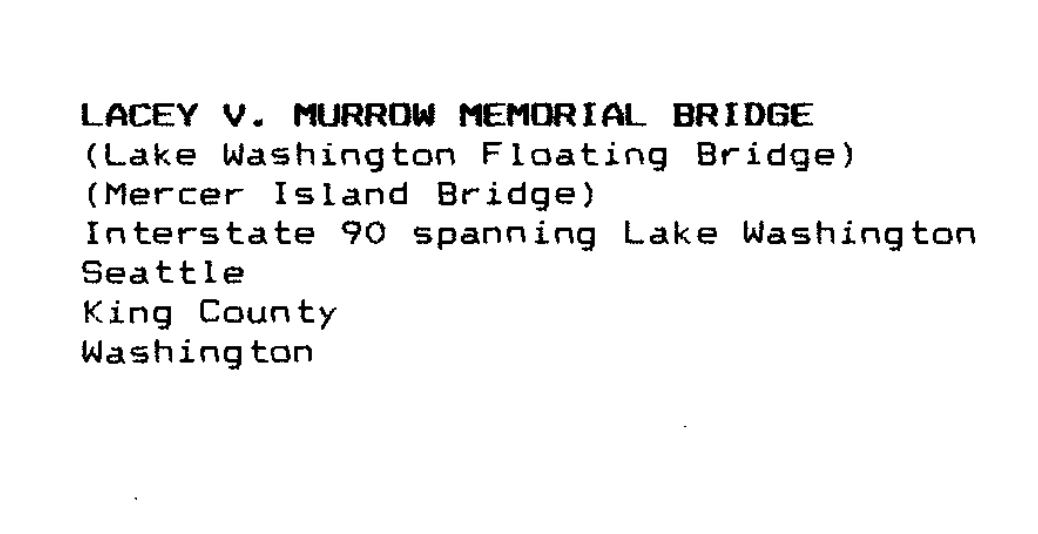 LACEY V. MURROW MEMORIAL BRIDGE
(Lake Washington Floating Bridge)
(Mercer Island Bridge)
Interstate 90 spanning Lake Washington
Seattle
King County
Washington